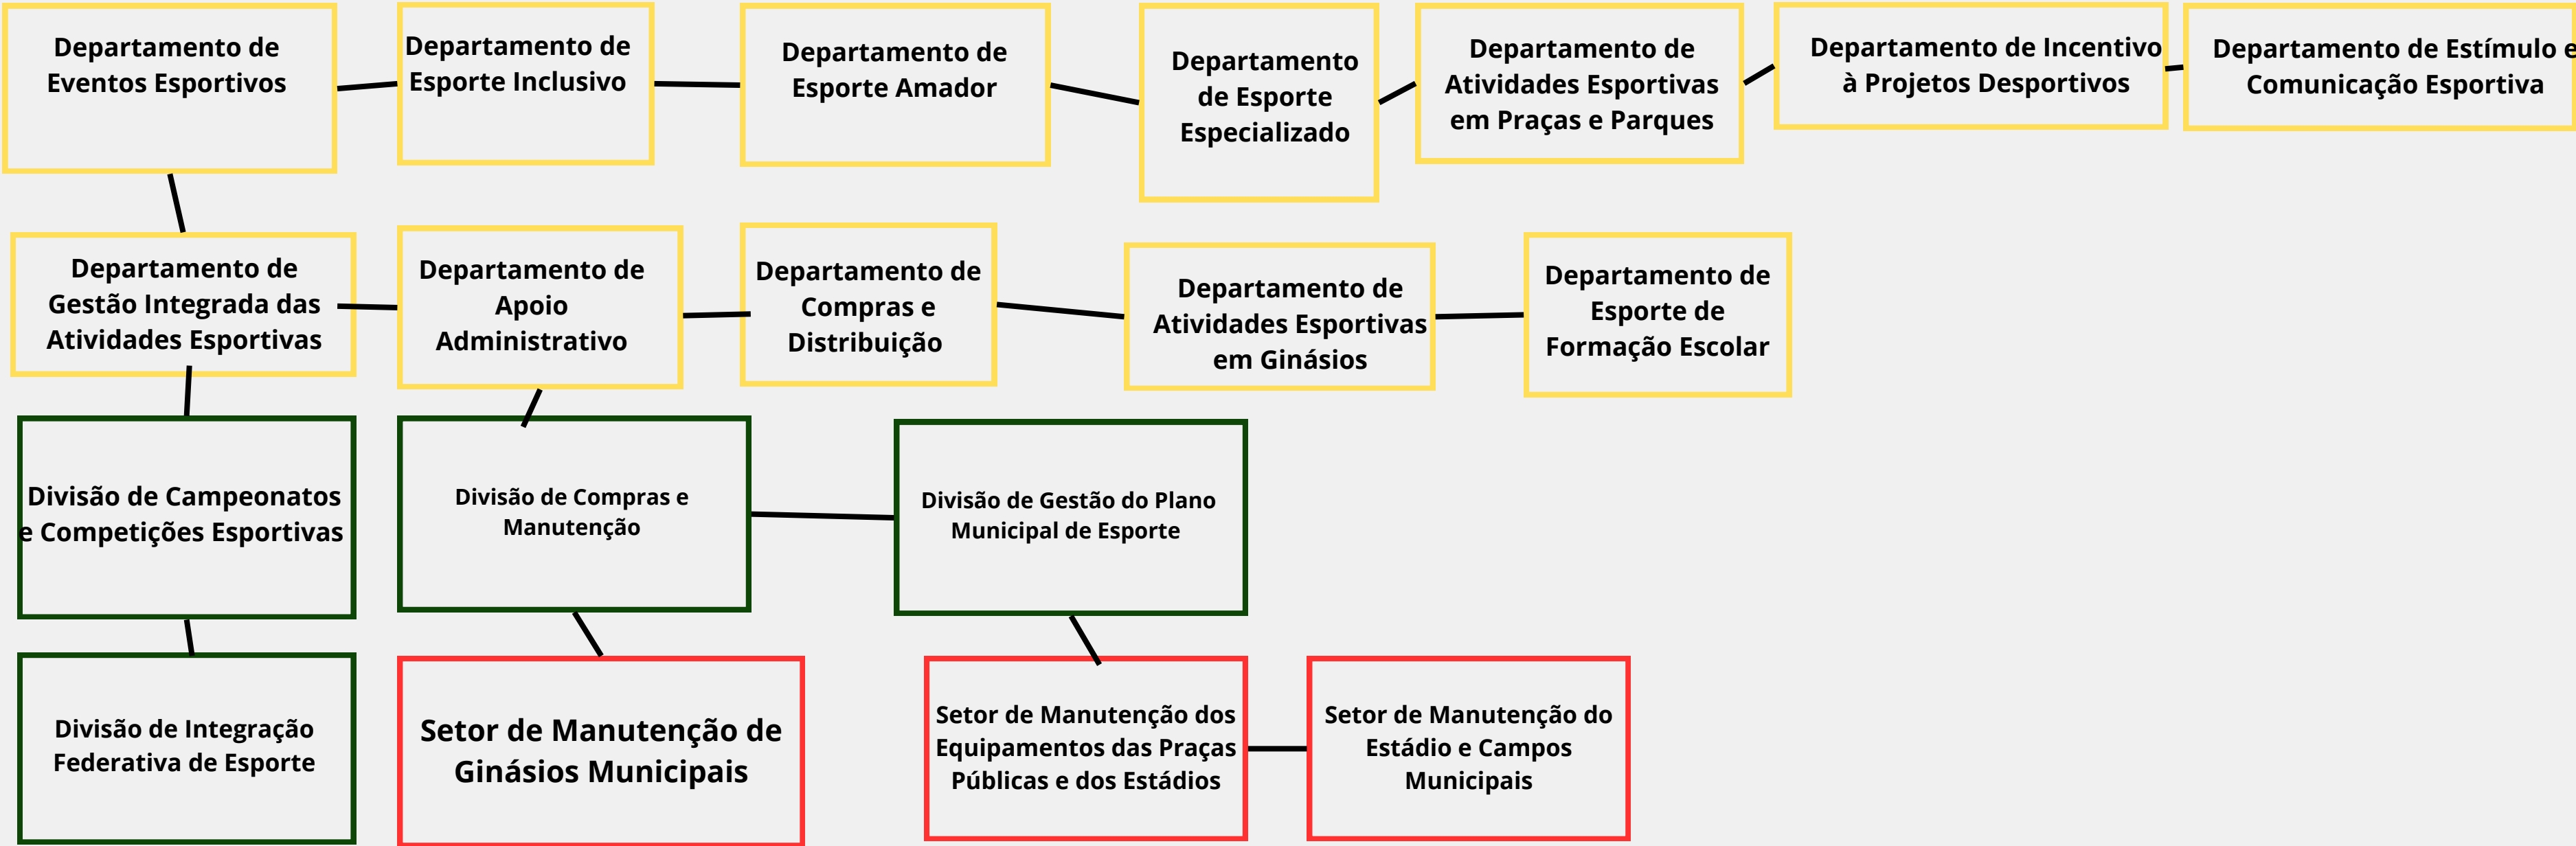 Departamento de
Eventos Esportivos
Departamento de
Esporte Inclusivo
Departamento de
Esporte Amador
Departamento
de Esporte
Especializado
Departamento de
Atividades Esportivas
em Praças e Parques
Departamento de Incentivo
à Projetos Desportivos
Departamento de Estímulo e
Comunicação Esportiva
Departamento de
Gestão Integrada das
Atividades Esportivas
Departamento de
Apoio
Administrativo
Departamento de
Compras e
Distribuição
Departamento de
Atividades Esportivas
em Ginásios
Departamento de
Esporte de
Formação Escolar
Divisão de Campeonatos
e Competições Esportivas
Divisão de Compras e
Manutenção
Divisão de Gestão do Plano
Municipal de Esporte
Divisão de Integração
Federativa de Esporte
Setor de Manutenção de
Ginásios Municipais
Setor de Manutenção dos
Equipamentos das Praças
Públicas e dos Estádios
Setor de Manutenção do
Estádio e Campos
Municipais